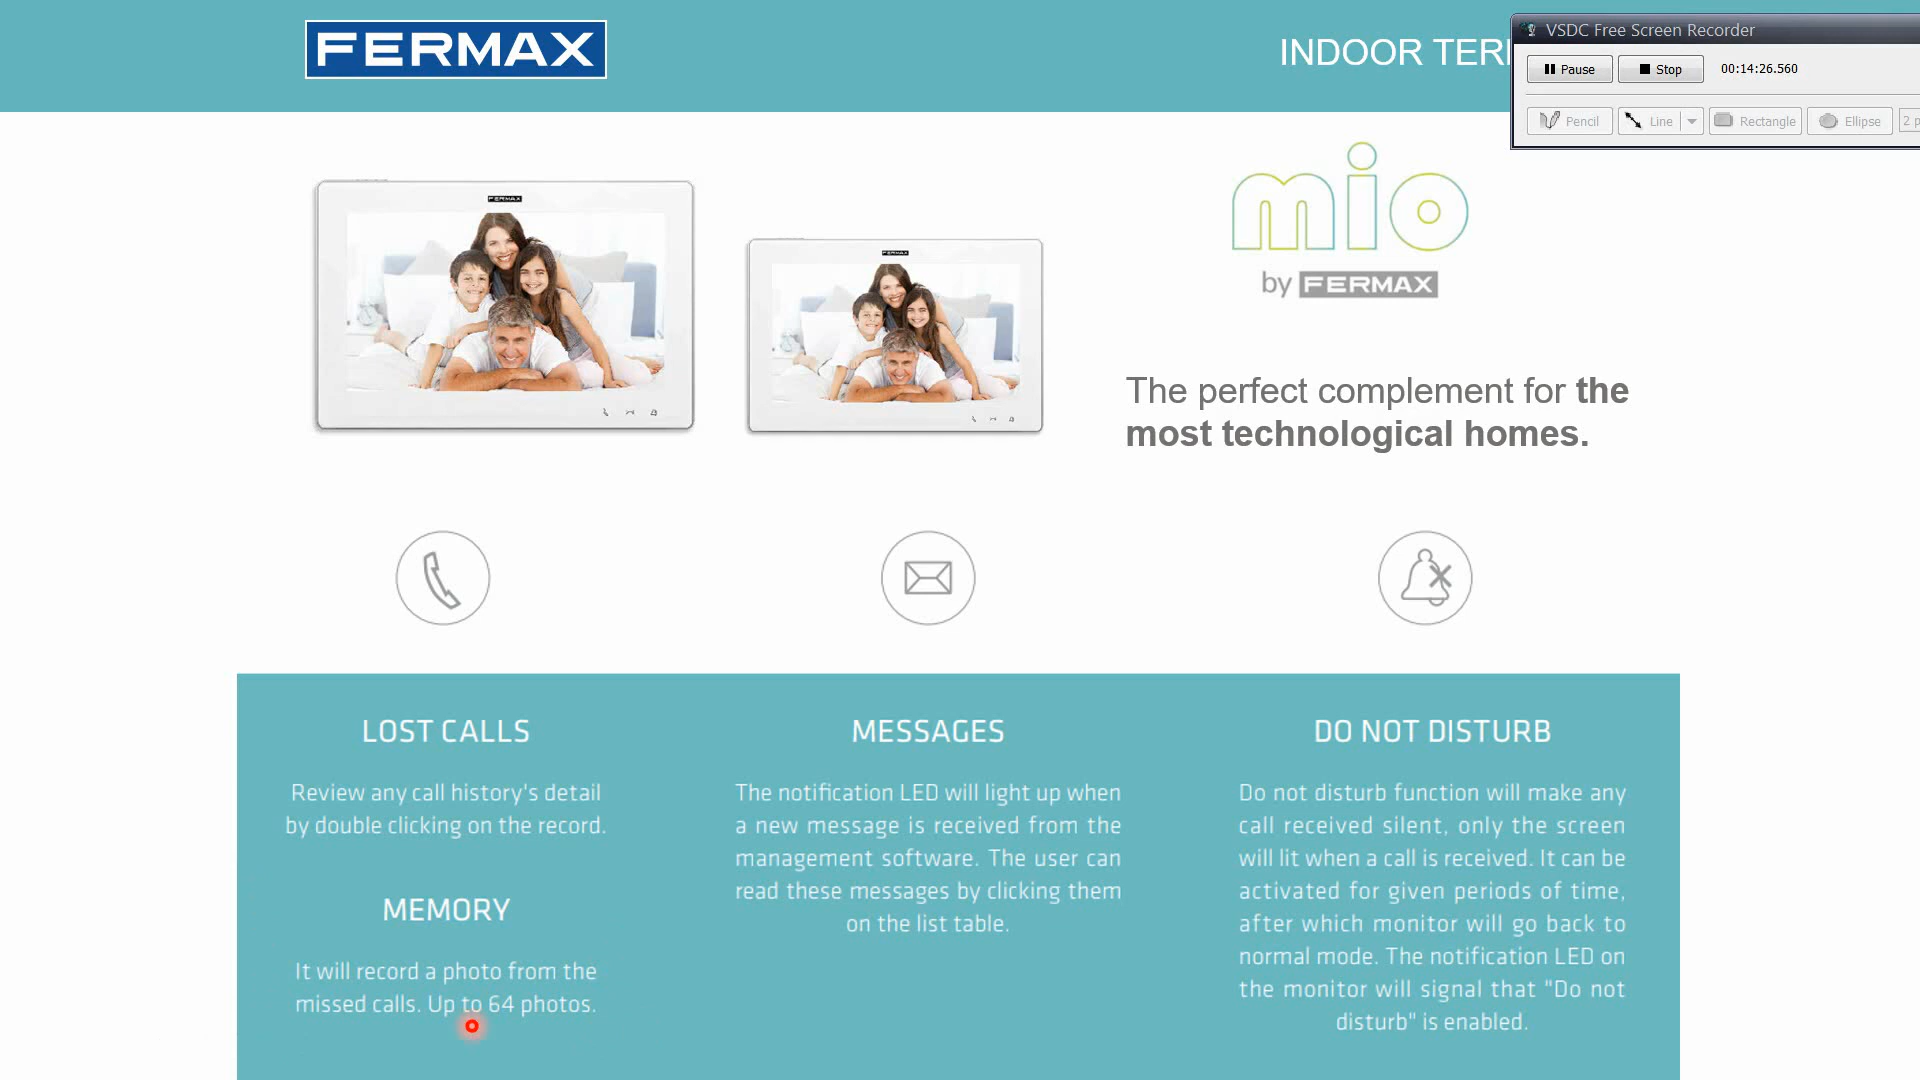 FERMAX
INDOOR TER
VSDC Free Screen Recorder
Pause
Stop
00:14:26.560
Pencil
Line
Rectangle
Ellipse
2 p
FERMAX
FERMAX
mio
by FERMAX
The perfect complement for the
most technological homes.
LOST CALLS
Review any call history's detail
by double clicking on the record.
MEMORY
It will record a photo from the
missed calls. Up to 64 photos.
MESSAGES
The notification LED will light up when
a new message is received from the
management software. The user can
read these messages by clicking them
on the list table.
DO NOT DISTURB
Do not disturb function will make any
call received silent, only the screen
will lit when a call is received. It can be
activated for given periods of time,
after which monitor will go back to
normal mode. The notification LED on
the monitor will signal that "Do not
disturb" is enabled.